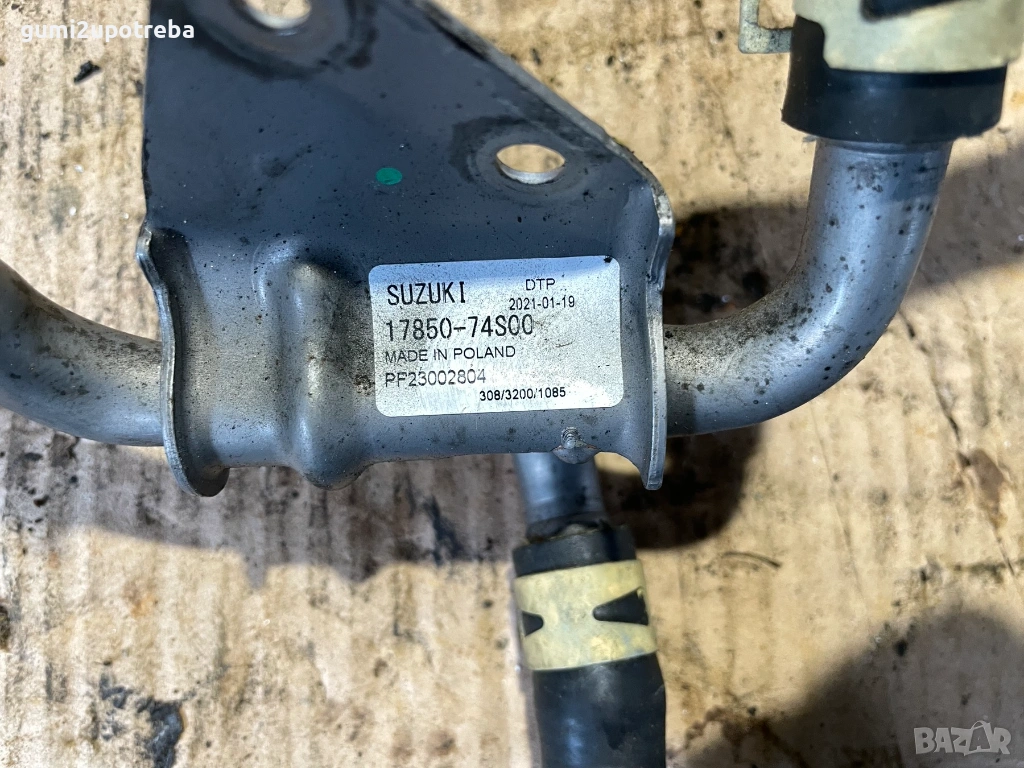 gumi2upotreba
SUZUKI DTP
2021-01-19
17850-74S00
MADE IN POLAND
PF23002804
308/3200/1085
BAZAR